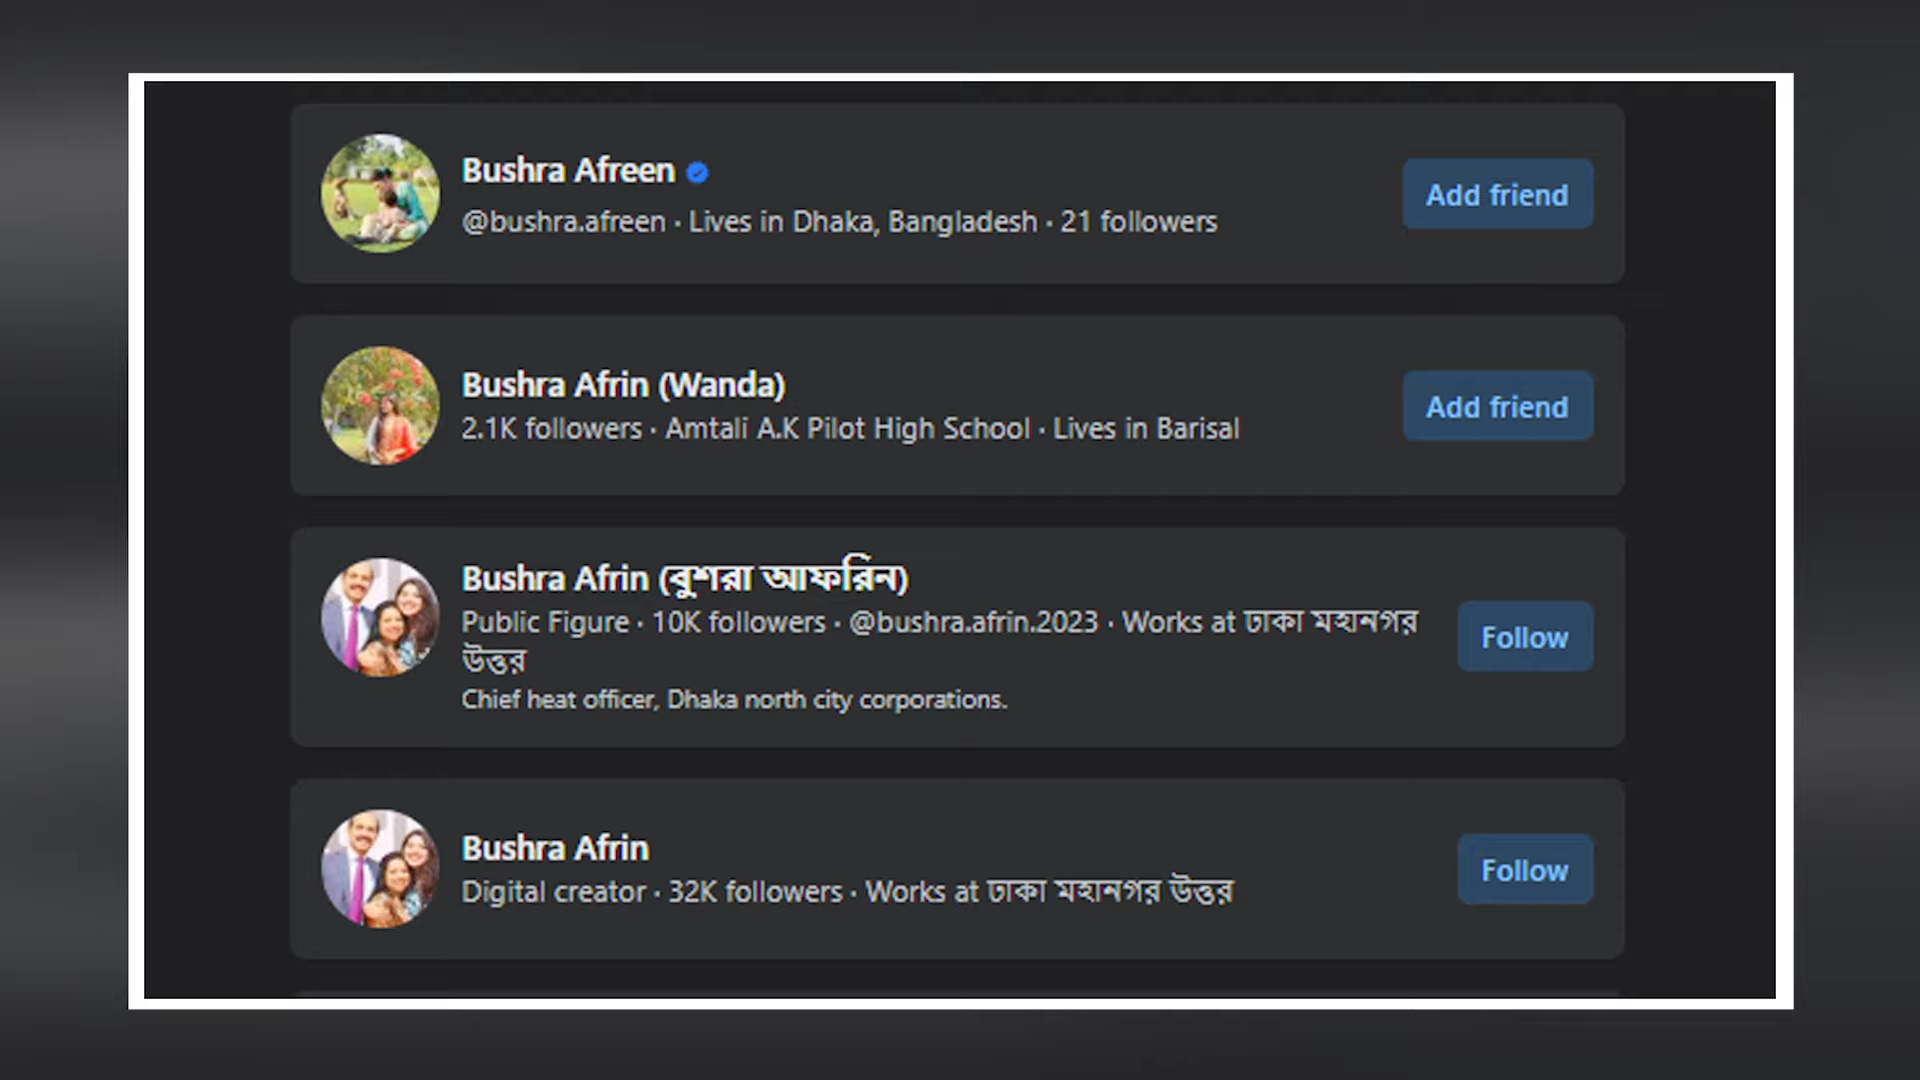 Bushra Afreen
@bushra.afreen · Lives in Dhaka, Bangladesh · 21 followers
Add friend
Bushra Afrin (Wanda)
2.1K followers · Amtali A.K Pilot High School · Lives in Barisal
Add friend
Bushra Afrin (বুশরা আফরিন)
Public Figure · 10K followers · @bushra.afrin.2023 · Works at ঢাকা মহানগর
উত্তর
Chief heat officer, Dhaka north city corporations.
Follow
Bushra Afrin
Digital creator · 32K followers · Works at ঢাকা মহানগর উত্তর
Follow